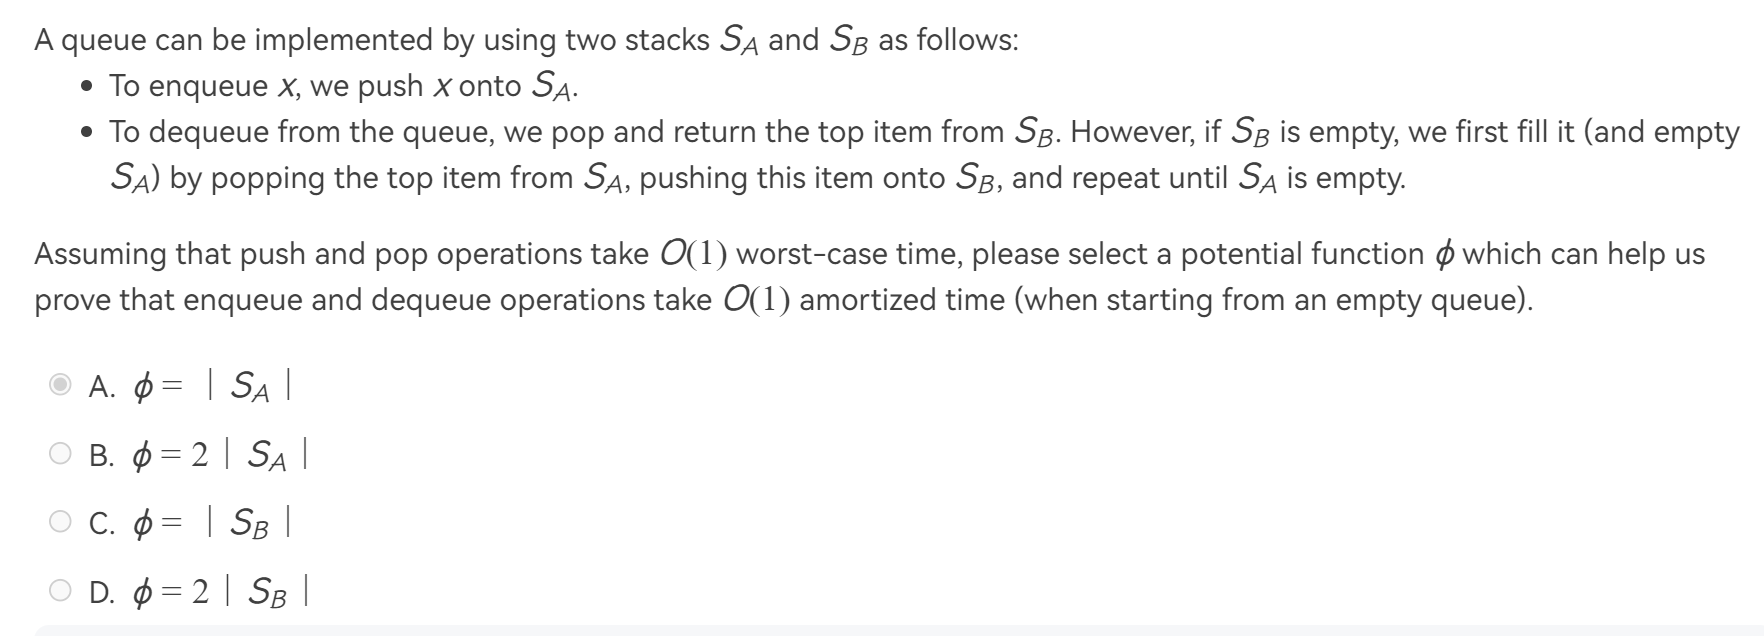 A queue can be implemented by using two stacks S_A and S_B as follows:
• To enqueue x, we push x onto S_A.
• To dequeue from the queue, we pop and return the top item from S_B. However, if S_B is empty, we first fill it (and empty
S_A) by popping the top item from S_A, pushing this item onto S_B, and repeat until S_A is empty.
Assuming that push and pop operations take O(1) worst-case time, please select a potential function ϕ which can help us
prove that enqueue and dequeue operations take O(1) amortized time (when starting from an empty queue).
A. ϕ = | S_A |
B. ϕ = 2 | S_A |
C. ϕ = | S_B |
D. ϕ = 2 | S_B |